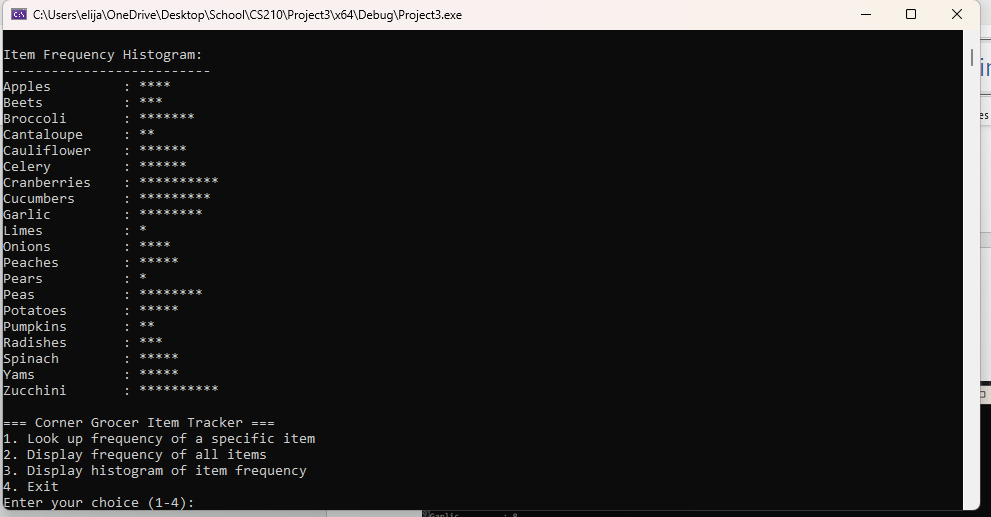 C:\Users\elija\OneDrive\Desktop\School\CS210\Project3\x64\Debug\Project3.exe
Item Frequency Histogram:
--------------------------
Apples : ****
Beets : ***
Broccoli : *******
Cantaloupe : **
Cauliflower : ******
Celery : ******
Cranberries : **********
Cucumbers : *********
Garlic : ********
Limes : *
Onions : ****
Peaches : *****
Pears : *
Peas : ********
Potatoes : *****
Pumpkins : **
Radishes : ***
Spinach : *****
Yams : *****
Zucchini : **********
=== Corner Grocer Item Tracker ===
1. Look up frequency of a specific item
2. Display frequency of all items
3. Display histogram of item frequency
4. Exit
Enter your choice (1-4):